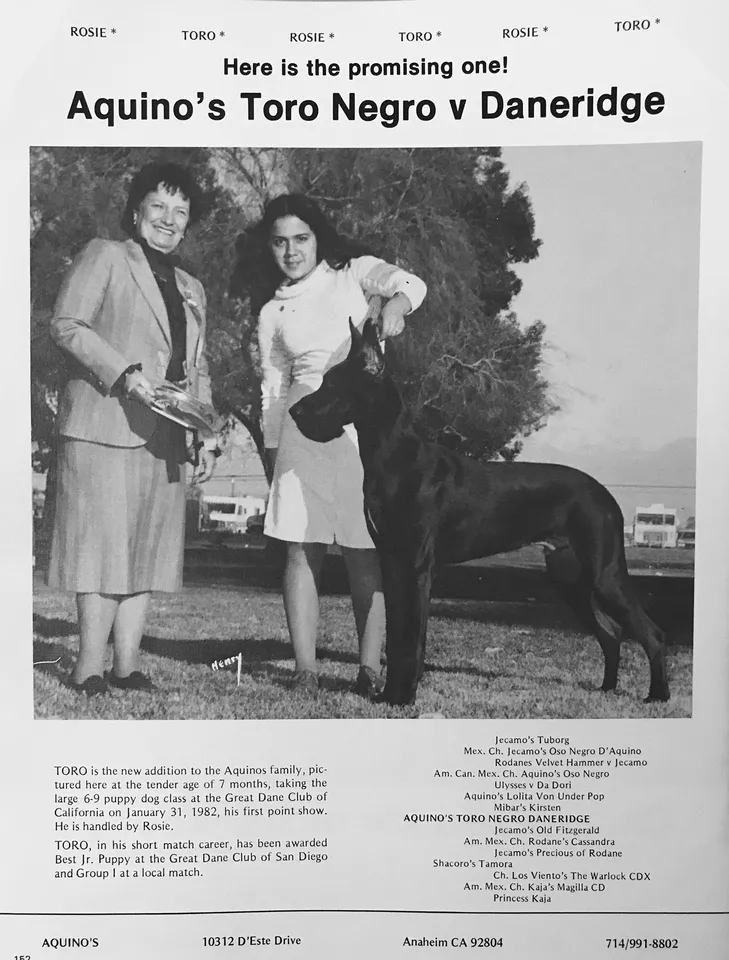 ROSIE * TORO * ROSIE * TORO * ROSIE * TORO *
Here is the promising one!
Aquino's Toro Negro v Daneridge
HENRY
TORO is the new addition to the Aquinos family, pic-
tured here at the tender age of 7 months, taking the
large 6-9 puppy dog class at the Great Dane Club of
California on January 31, 1982, his first point show.
He is handled by Rosie.
TORO, in his short match career, has been awarded
Best Jr. Puppy at the Great Dane Club of San Diego
and Group I at a local match.
Jecamo's Tuborg
Mex. Ch. Jecamo's Oso Negro D'Aquino
Rodanes Velvet Hammer v Jecamo
Am. Can. Mex. Ch. Aquino's Oso Negro
Ulysses v Da Dori
Aquino's Lolita Von Under Pop
Mibar's Kirsten
AQUINO'S TORO NEGRO DANERIDGE
Jecamo's Old Fitzgerald
Am. Mex. Ch. Rodane's Cassandra
Jecamo's Precious of Rodane
Shacoro's Tamora
Ch. Los Viento's The Warlock CDX
Am. Mex. Ch. Kaja's Magilla CD
Princess Kaja
AQUINO'S 10312 D'Este Drive Anaheim CA 92804 714/991-8802
152